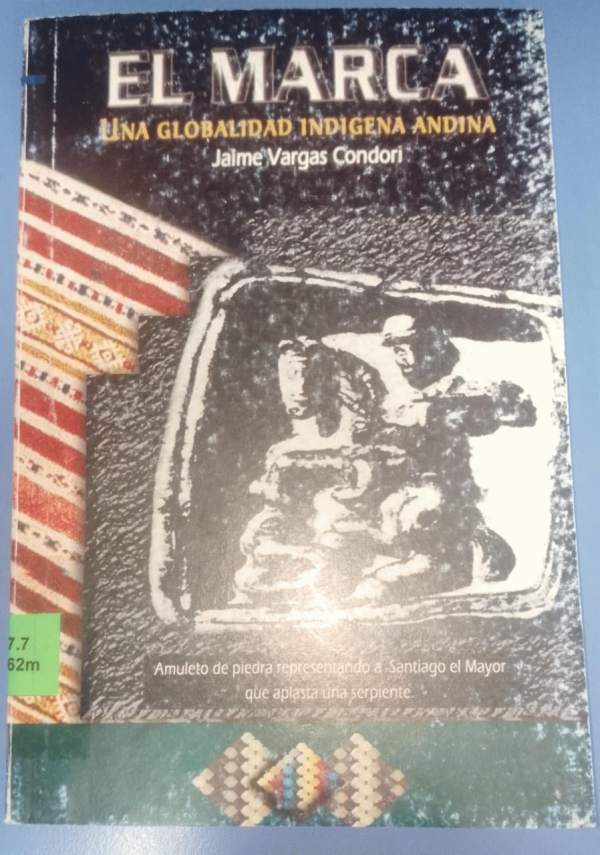 EL MARCA
UNA GLOBALIDAD INDIGENA ANDINA
Jaime Vargas Condori
7.7
62m
Amuleto de piedra representando a Santiago el Mayor
que aplasta una serpiente.